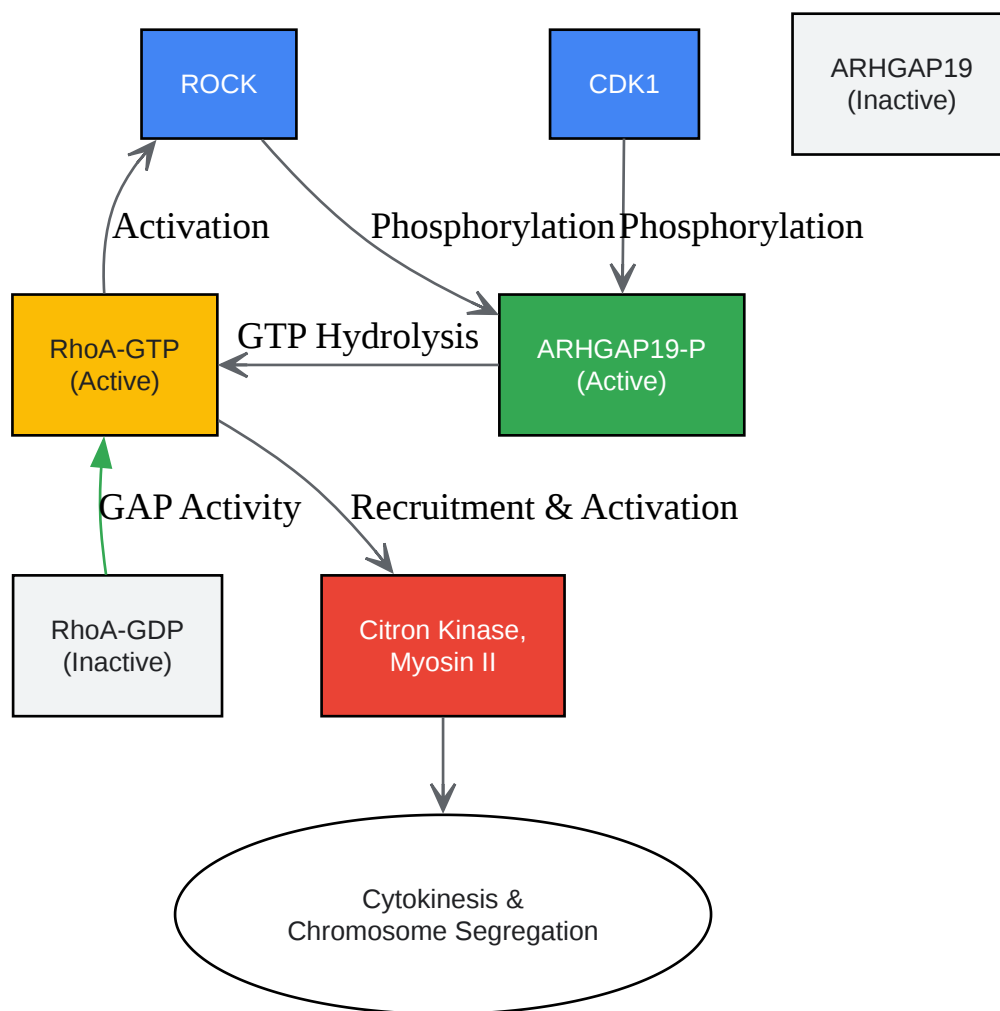 ROCK
CDK1
ARHGAP19
(Inactive)
Activation
Phosphorylation
Phosphorylation
RhoA-GTP
(Active)
GTP Hydrolysis
ARHGAP19-P
(Active)
GAP Activity
Recruitment & Activation
RhoA-GDP
(Inactive)
Citron Kinase,
Myosin II
Cytokinesis &
Chromosome Segregation